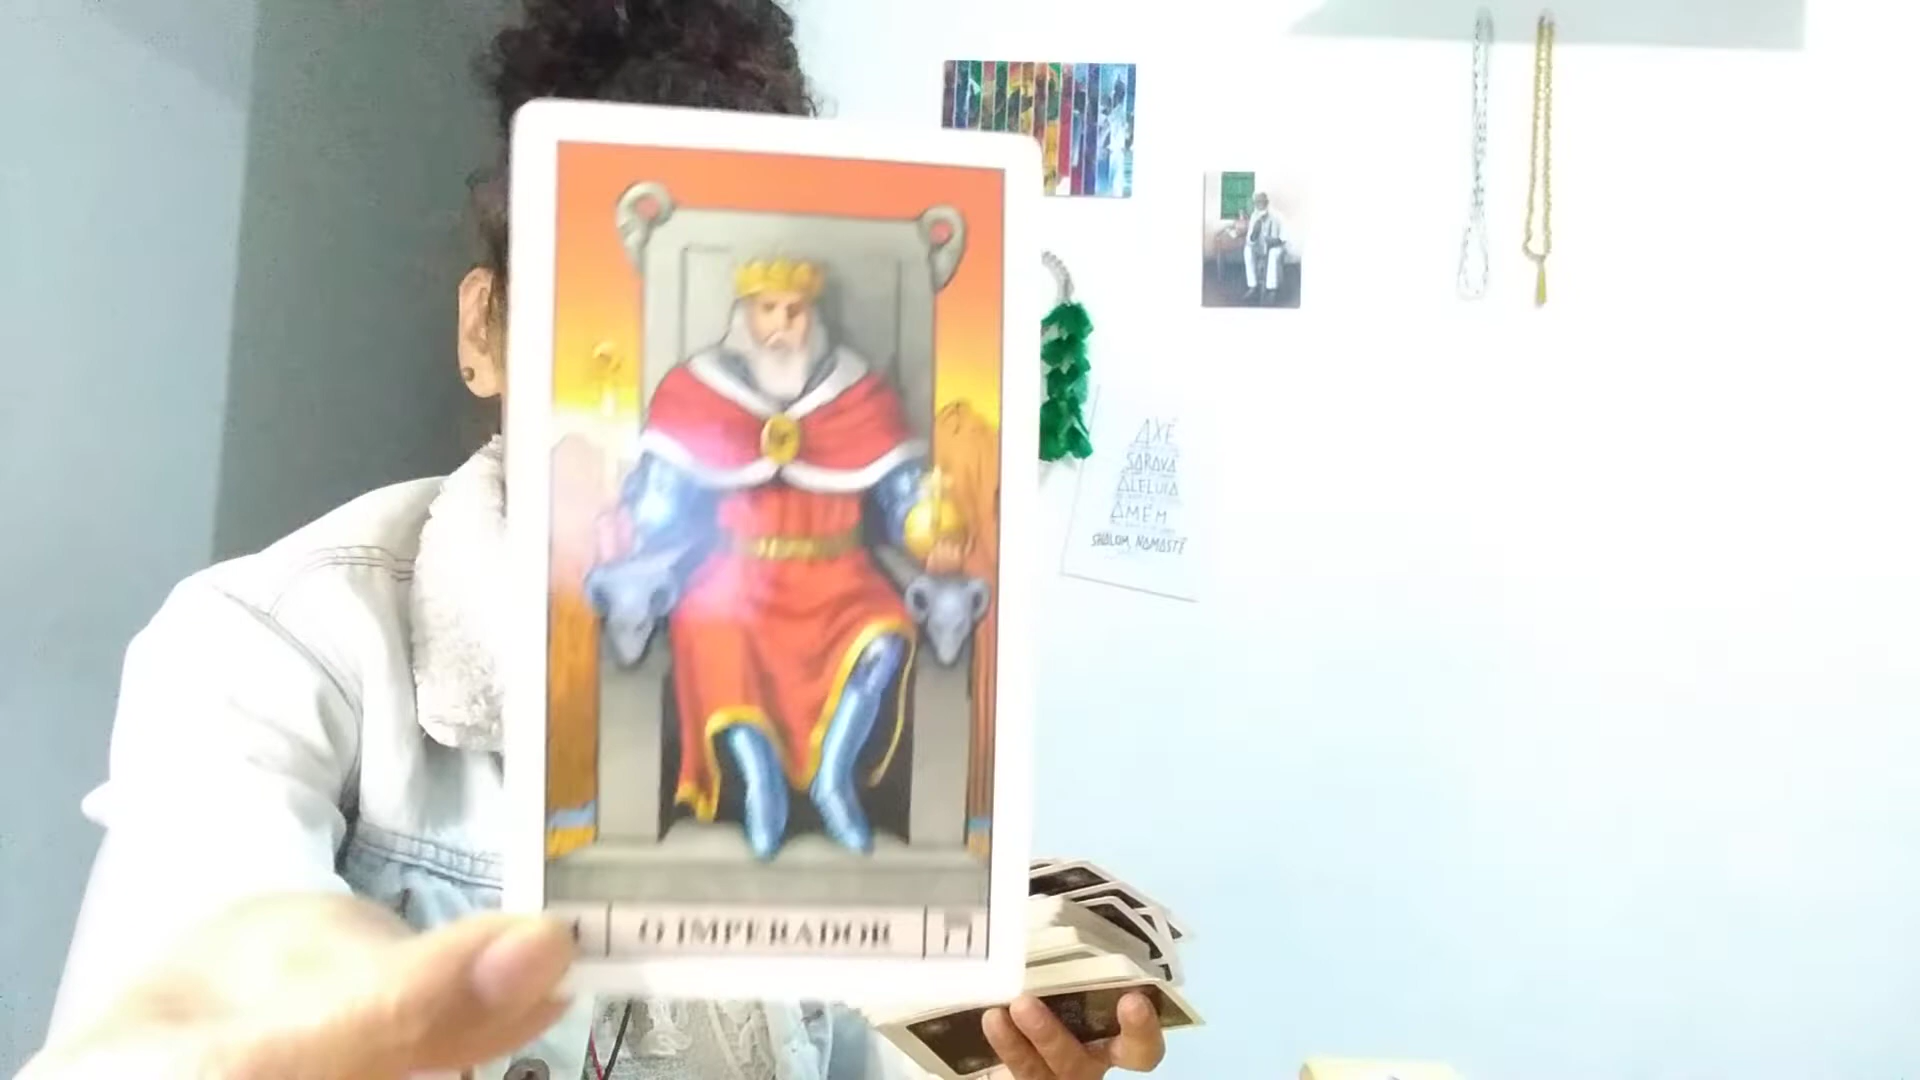 AXÉ
SARAVÁ
ALELUIA
AMÉM
SHALOM, NAMASTÊ
O IMPERADOR